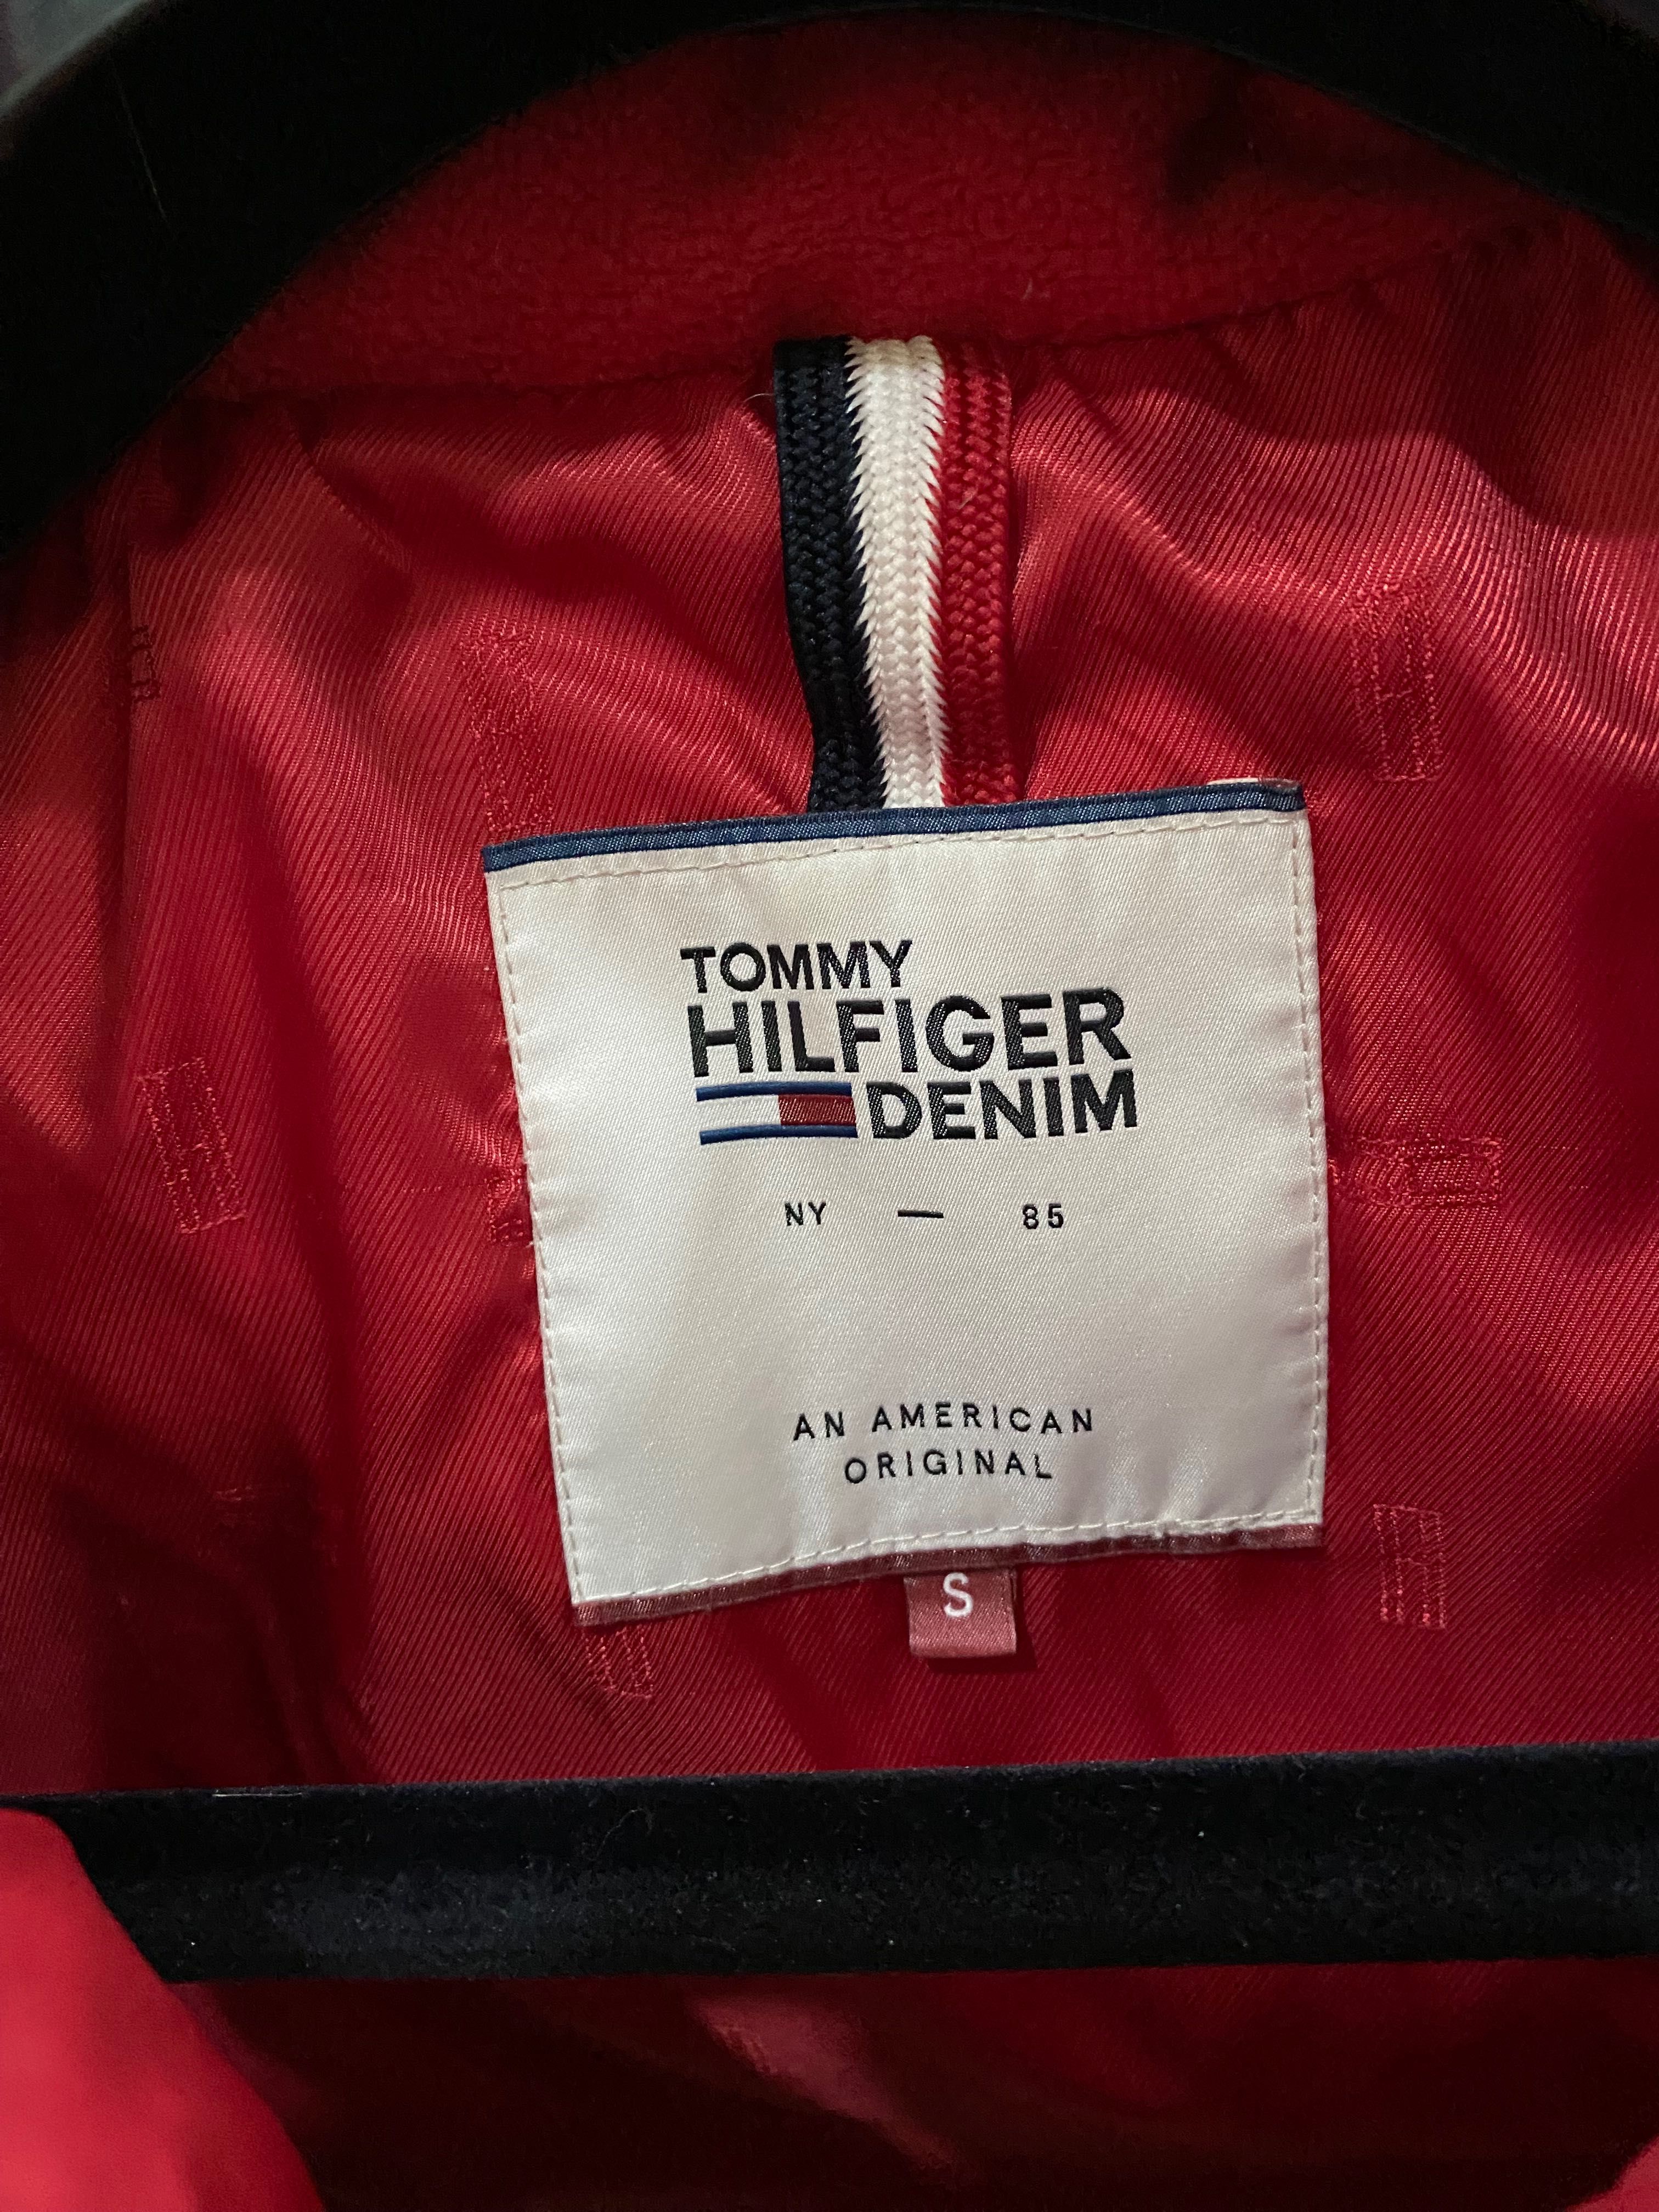 TOMMY
HILFIGER
DENIM
NY — 85
AN AMERICAN
ORIGINAL
S